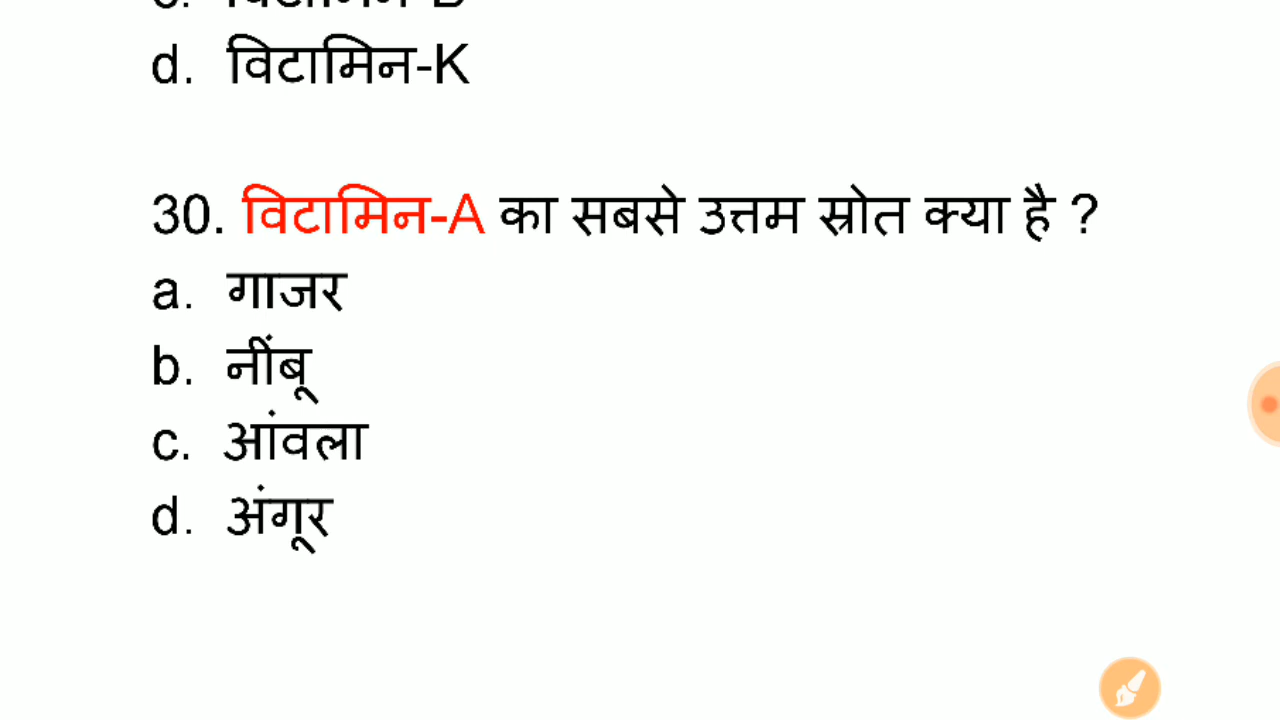 d. विटामिन-K
30. विटामिन-A का सबसे उत्तम स्रोत क्या है ?
a. गाजर
b. नींबू
c. आंवला
d. अंगूर